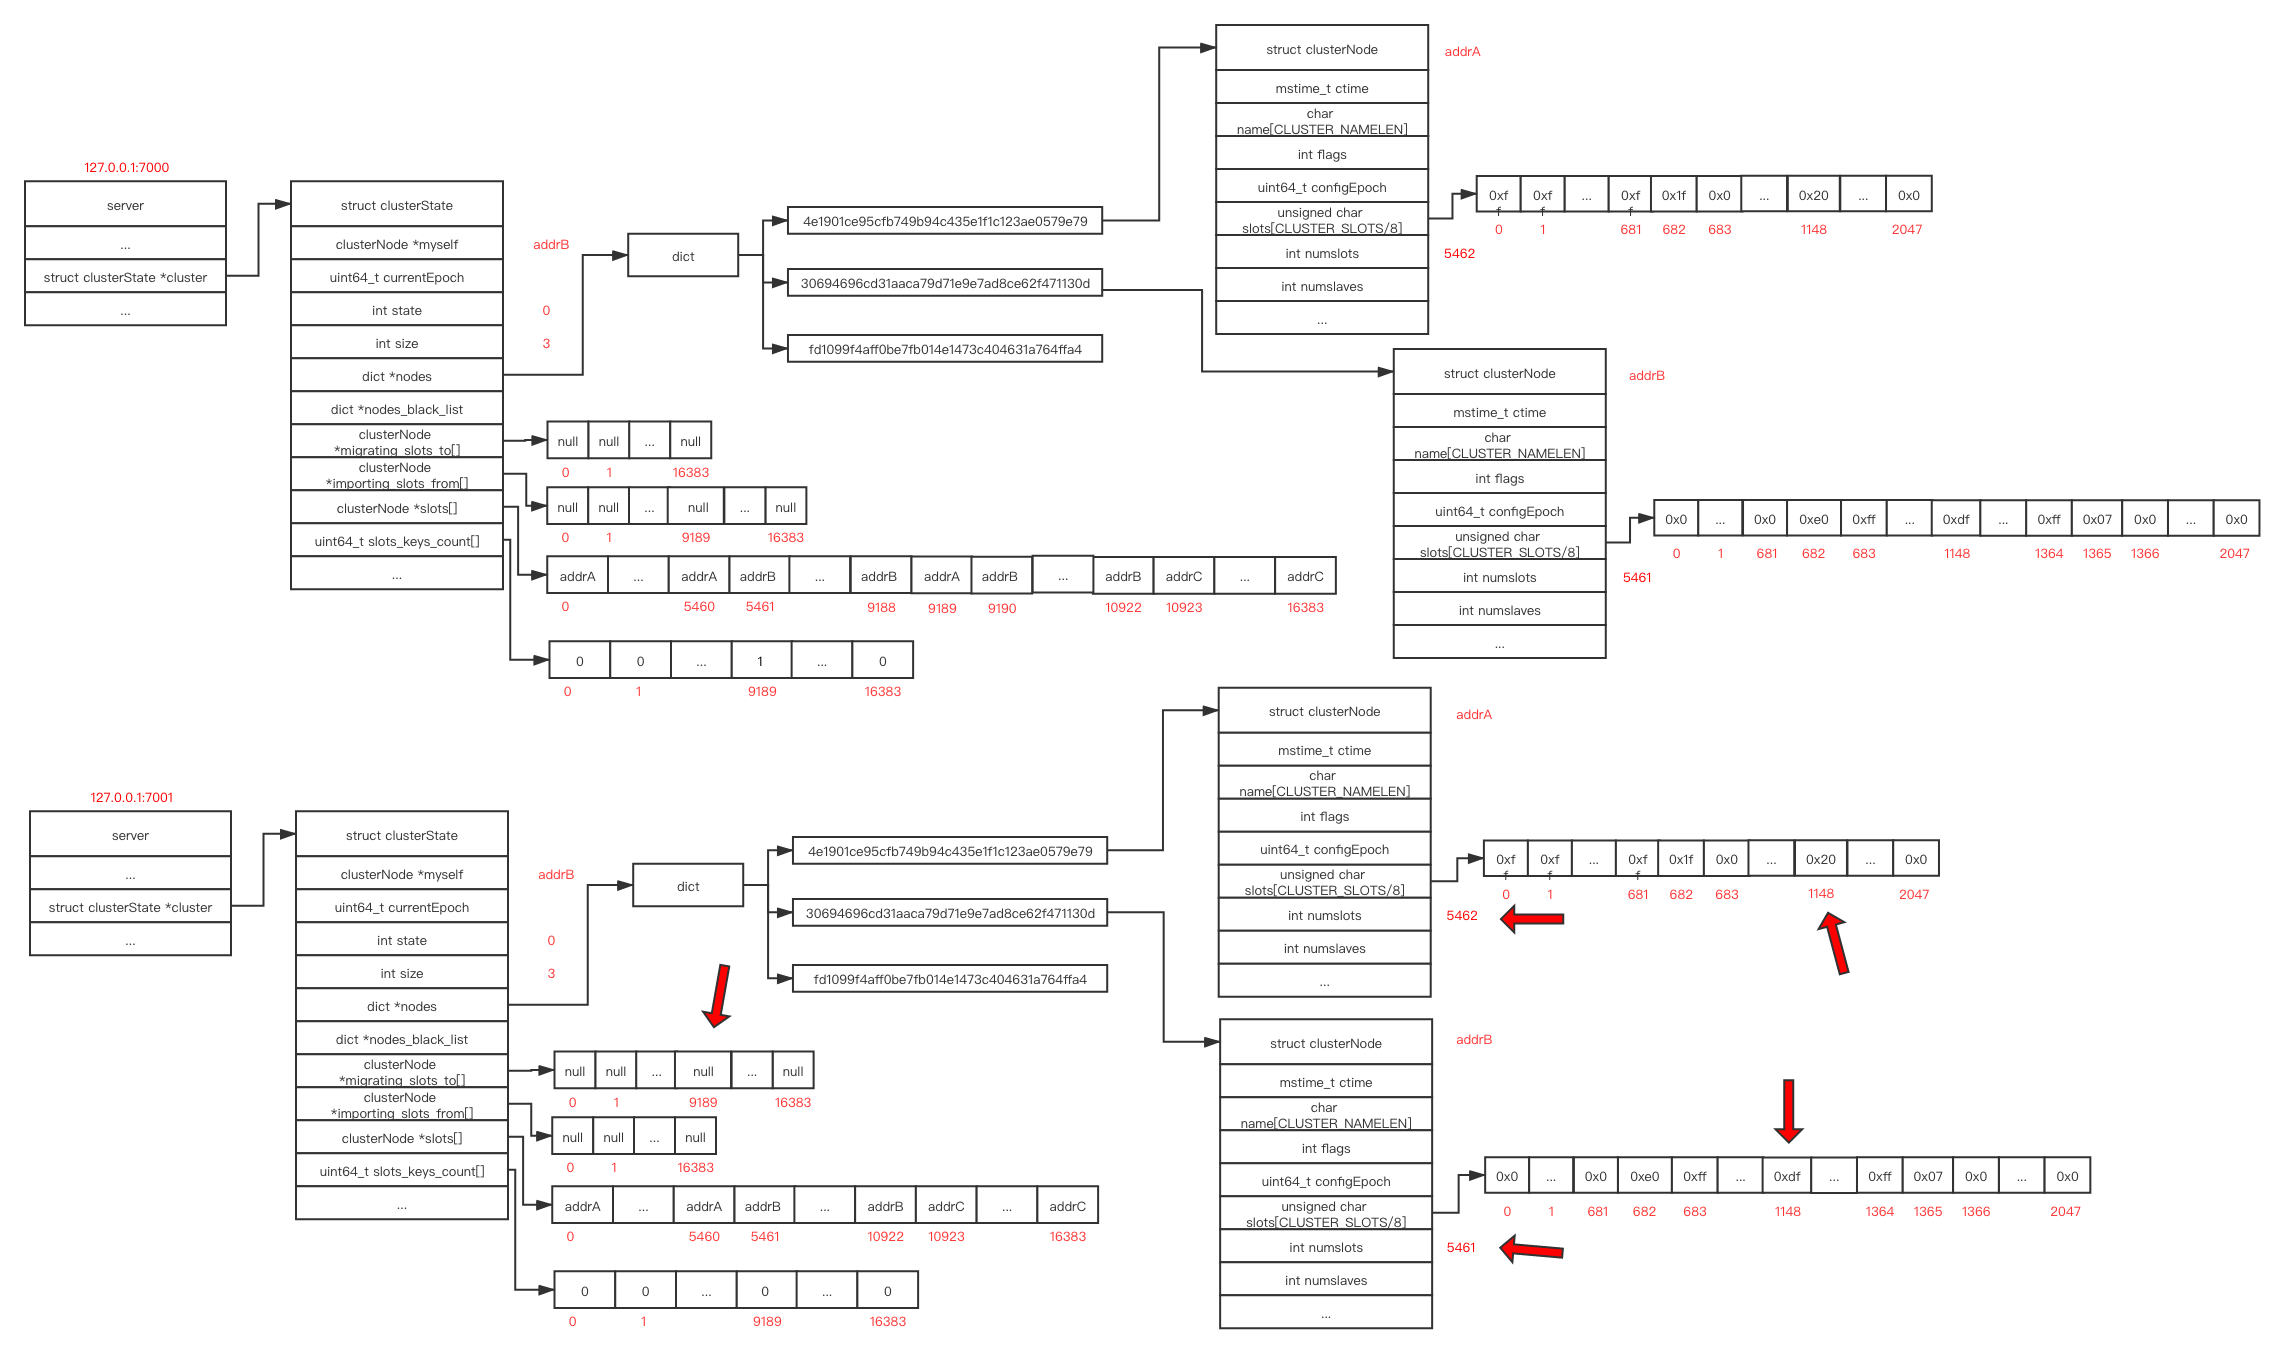 127.0.0.1:7000
server
...
struct clusterState *cluster
...
struct clusterState
clusterNode *myself
uint64_t currentEpoch
int state
int size
dict *nodes
dict *nodes_black_list
clusterNode
*migrating_slots_to[]
clusterNode
*importing_slots_from[]
clusterNode *slots[]
uint64_t slots_keys_count[]
...
addrB
0
3
dict
4e1901ce95cfb749b94c435e1f1c123ae0579e79
30694696cd31aaca79d71e9e7ad8ce62f471130d
fd1099f4aff0be7fb014e1473c404631a764ffa4
null null ... null
0 1 16383
null null ... null ... null
0 1 9189 16383
addrA ... addrA addrB ... addrB addrA addrB ... addrB addrC ... addrC
0 5460 5461 9188 9189 9190 10922 10923 16383
0 0 ... 1 ... 0
0 1 9189 16383
struct clusterNode
addrA
mstime_t ctime
char
name[CLUSTER_NAMELEN]
int flags
uint64_t configEpoch
unsigned char
slots[CLUSTER_SLOTS/8]
int numslots
5462
int numslaves
...
0xff 0xff ... 0xff 0x1f 0x0 ... 0x20 ... 0x0
0 1 681 682 683 1148 2047
struct clusterNode
addrB
mstime_t ctime
char
name[CLUSTER_NAMELEN]
int flags
uint64_t configEpoch
unsigned char
slots[CLUSTER_SLOTS/8]
int numslots
5461
int numslaves
...
0x0 ... 0x0 0xe0 0xff ... 0xdf ... 0xff 0x07 0x0 ... 0x0
0 1 681 682 683 1148 1364 1365 1366 2047
127.0.0.1:7001
server
...
struct clusterState *cluster
...
struct clusterState
clusterNode *myself
uint64_t currentEpoch
int state
int size
dict *nodes
dict *nodes_black_list
clusterNode
*migrating_slots_to[]
clusterNode
*importing_slots_from[]
clusterNode *slots[]
uint64_t slots_keys_count[]
...
addrB
0
3
dict
4e1901ce95cfb749b94c435e1f1c123ae0579e79
30694696cd31aaca79d71e9e7ad8ce62f471130d
fd1099f4aff0be7fb014e1473c404631a764ffa4
null null ... null ... null
0 1 9189 16383
null null ... null
0 1 16383
addrA ... addrA addrB ... addrB addrC ... addrC
0 5460 5461 10922 10923 16383
0 0 ... 0 ... 0
0 1 9189 16383
struct clusterNode
addrA
mstime_t ctime
char
name[CLUSTER_NAMELEN]
int flags
uint64_t configEpoch
unsigned char
slots[CLUSTER_SLOTS/8]
int numslots
5462
int numslaves
...
0xff 0xff ... 0xff 0x1f 0x0 ... 0x20 ... 0x0
0 1 681 682 683 1148 2047
struct clusterNode
addrB
mstime_t ctime
char
name[CLUSTER_NAMELEN]
int flags
uint64_t configEpoch
unsigned char
slots[CLUSTER_SLOTS/8]
int numslots
5461
int numslaves
...
0x0 ... 0x0 0xe0 0xff ... 0xdf ... 0xff 0x07 0x0 ... 0x0
0 1 681 682 683 1148 1364 1365 1366 2047